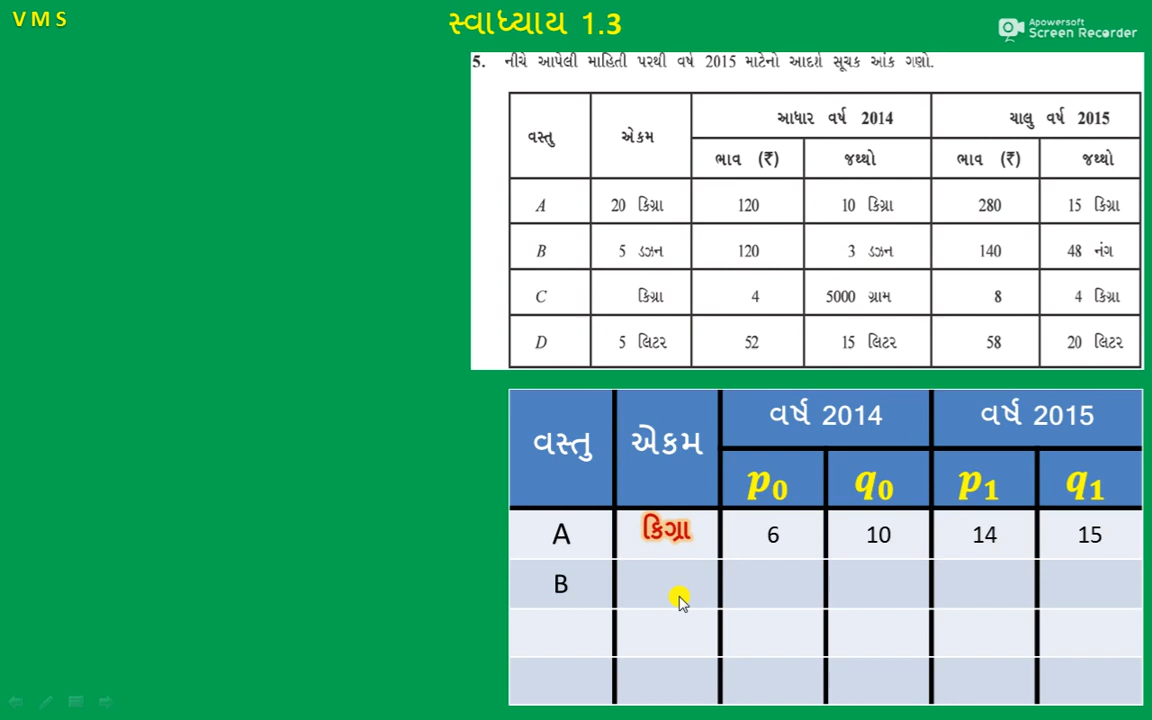 V M S
સ્વાધ્યાય 1.3
Apowersoft
Screen Recorder
5. નીચે આપેલી માહિતી પરથી વર્ષ 2015 માટેનો આદર્શ સૂચક આંક ગણો.
વસ્તુ એકમ આધાર વર્ષ 2014 ચાલુ વર્ષ 2015
ભાવ (₹) જથ્થો ભાવ (₹) જથ્થો
A 20 કિગ્રા 120 10 કિગ્રા 280 15 કિગ્રા
B 5 ડઝન 120 3 ડઝન 140 48 નંગ
C કિગ્રા 4 5000 ગ્રામ 8 4 કિગ્રા
D 5 લિટર 52 15 લિટર 58 20 લિટર
વસ્તુ એકમ વર્ષ 2014 વર્ષ 2015
p₀ q₀ p₁ q₁
A કિગ્રા 6 10 14 15
B